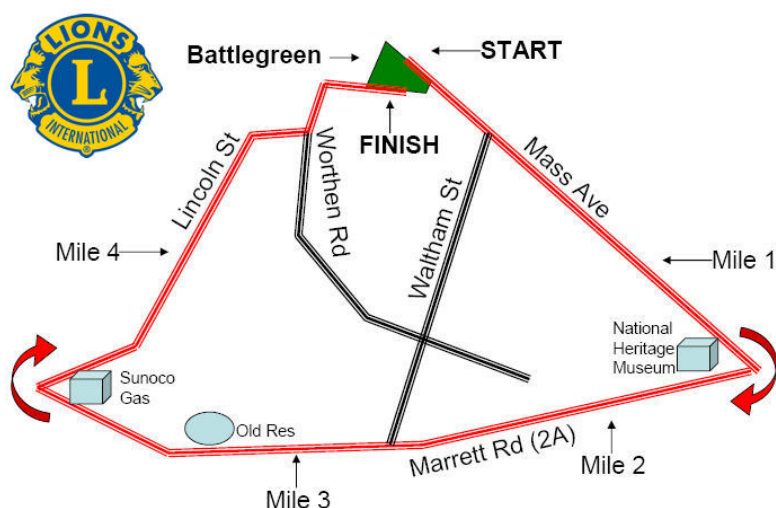 LIONS
L
INTERNATIONAL
®
Battlegreen
START
FINISH
Lincoln St
Worthen Rd
Waltham St
Mass Ave
Mile 4
Mile 1
National
Heritage
Museum
Sunoco
Gas
Old Res
Marrett Rd (2A)
Mile 2
Mile 3